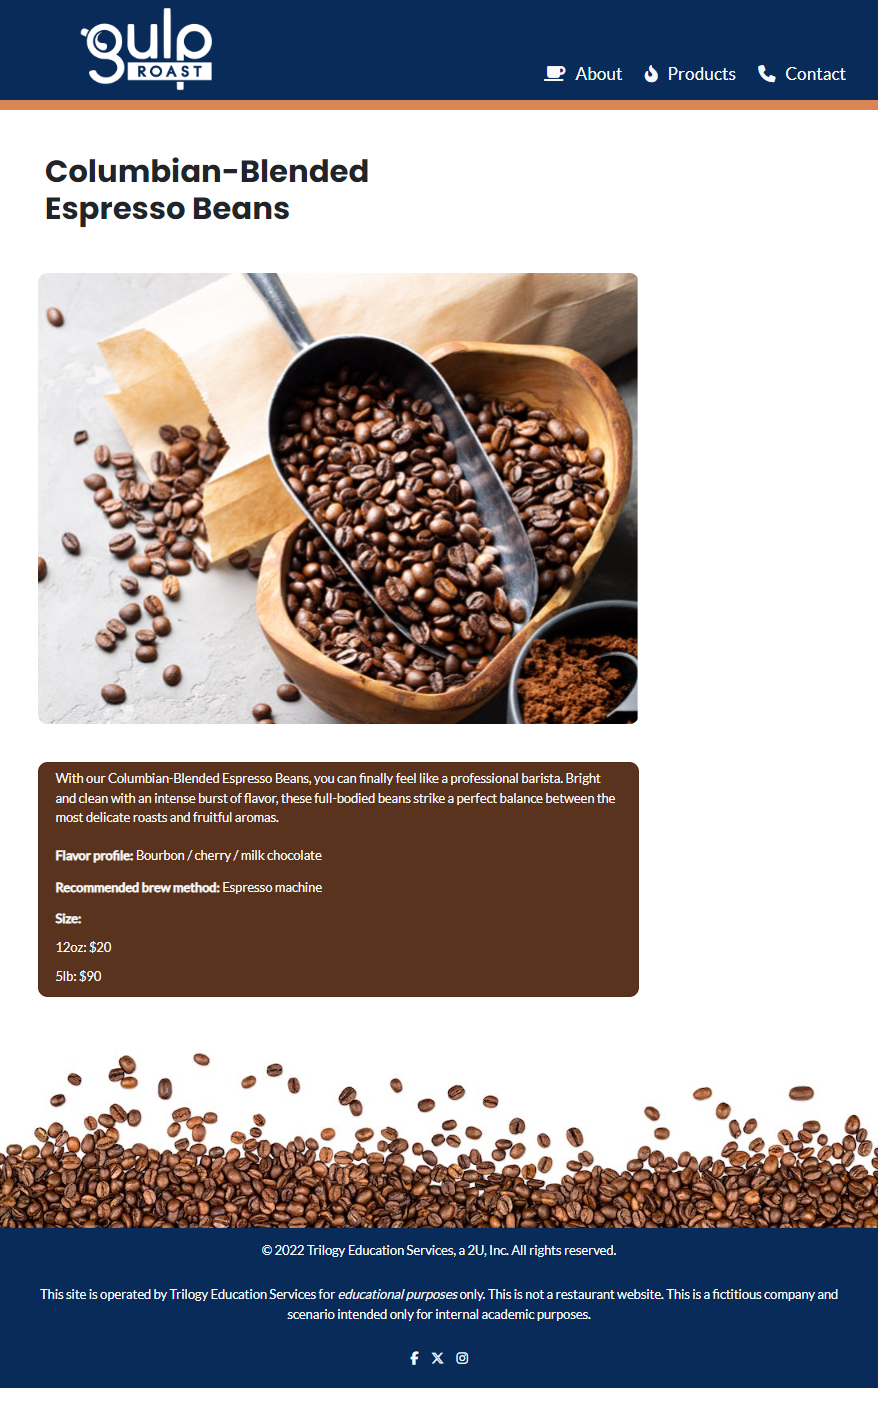 gulp
ROAST
About
Products
Contact
Columbian-Blended
Espresso Beans
With our Columbian-Blended Espresso Beans, you can finally feel like a professional barista. Bright
and clean with an intense burst of flavor, these full-bodied beans strike a perfect balance between the
most delicate roasts and fruitful aromas.
Flavor profile: Bourbon / cherry / milk chocolate
Recommended brew method: Espresso machine
Size:
12oz: $20
5lb: $90
© 2022 Trilogy Education Services, a 2U, Inc. All rights reserved.
This site is operated by Trilogy Education Services for educational purposes only. This is not a restaurant website. This is a fictitious company and
scenario intended only for internal academic purposes.